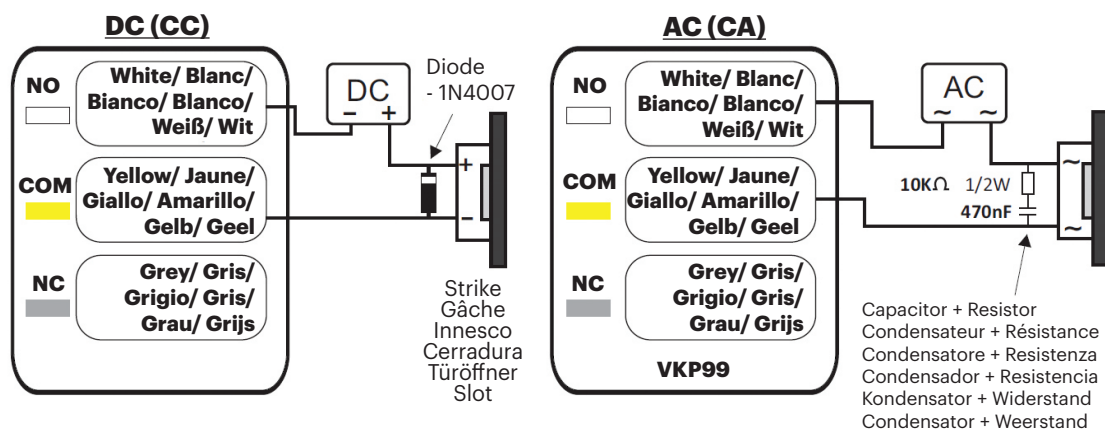 DC (CC)
NO
White/ Blanc/
Bianco/ Blanco/
Weiß/ Wit
COM
Yellow/ Jaune/
Giallo/ Amarillo/
Gelb/ Geel
NC
Grey/ Gris/
Grigio/ Gris/
Grau/ Grijs
DC
− +
Diode
- 1N4007
+
−
Strike
Gâche
Innesco
Cerradura
Türöffner
Slot
AC (CA)
NO
White/ Blanc/
Bianco/ Blanco/
Weiß/ Wit
COM
Yellow/ Jaune/
Giallo/ Amarillo/
Gelb/ Geel
NC
Grey/ Gris/
Grigio/ Gris/
Grau/ Grijs
VKP99
AC
~ ~
~
10KΩ 1/2W
470nF
~
Capacitor + Resistor
Condensateur + Résistance
Condensatore + Resistenza
Condensador + Resistencia
Kondensator + Widerstand
Condensator + Weerstand